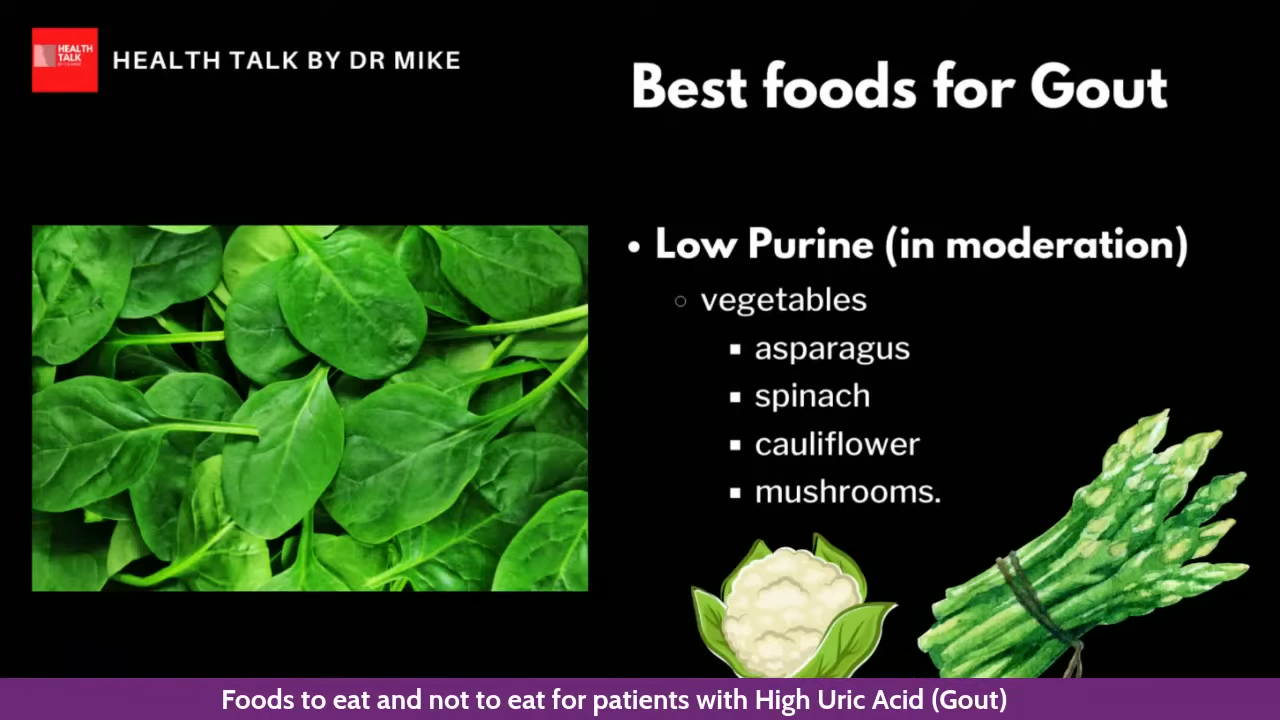 HEALTH
TALK
HEALTH TALK BY DR MIKE
Best foods for Gout
• Low Purine (in moderation)
○ vegetables
▪ asparagus
▪ spinach
▪ cauliflower
▪ mushrooms.
Foods to eat and not to eat for patients with High Uric Acid (Gout)